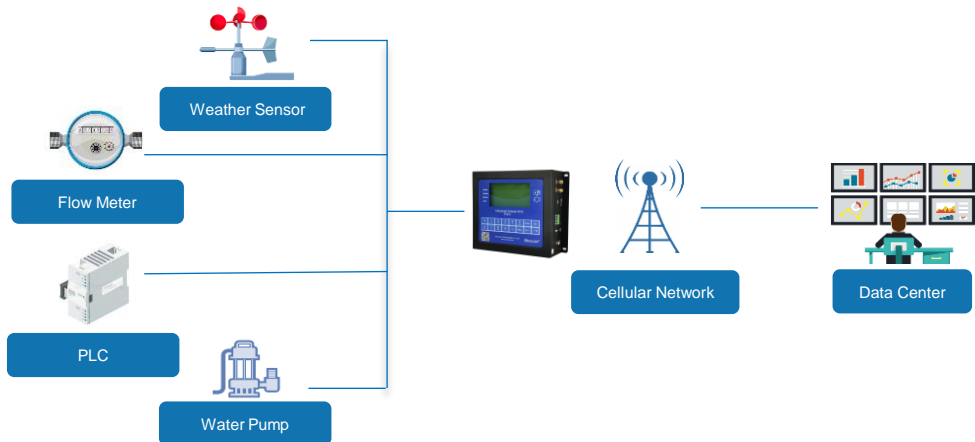 Weather Sensor
Flow Meter
PLC
Water Pump
Cellular Network
Data Center